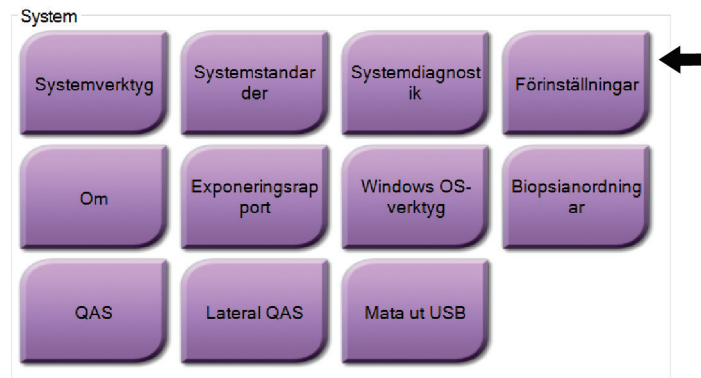 System
Systemverktyg
Systemstandar
der
Systemdiagnost
ik
Förinställningar
Om
Exponeringsrap
port
Windows OS-
verktyg
Biopsianordning
ar
QAS
Lateral QAS
Mata ut USB